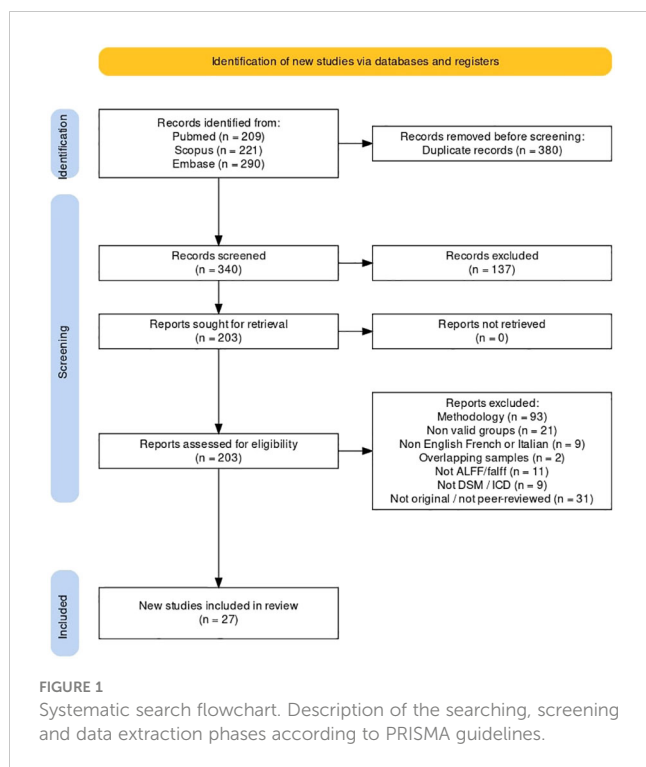 Identification of new studies via databases and registers
Identification
Records identified from:
Pubmed (n = 209)
Scopus (n = 221)
Embase (n = 290)
Records removed before screening:
Duplicate records (n = 380)
Screening
Records screened
(n = 340)
Records excluded
(n = 137)
Reports sought for retrieval
(n = 203)
Reports not retrieved
(n = 0)
Reports assessed for eligibility
(n = 203)
Reports excluded:
Methodology (n = 93)
Non valid groups (n = 21)
Non English French or Italian (n = 9)
Overlapping samples (n = 2)
Not ALFF/falff (n = 11)
Not DSM / ICD (n = 9)
Not original / not peer-reviewed (n = 31)
Included
New studies included in review
(n = 27)
FIGURE 1
Systematic search flowchart. Description of the searching, screening
and data extraction phases according to PRISMA guidelines.